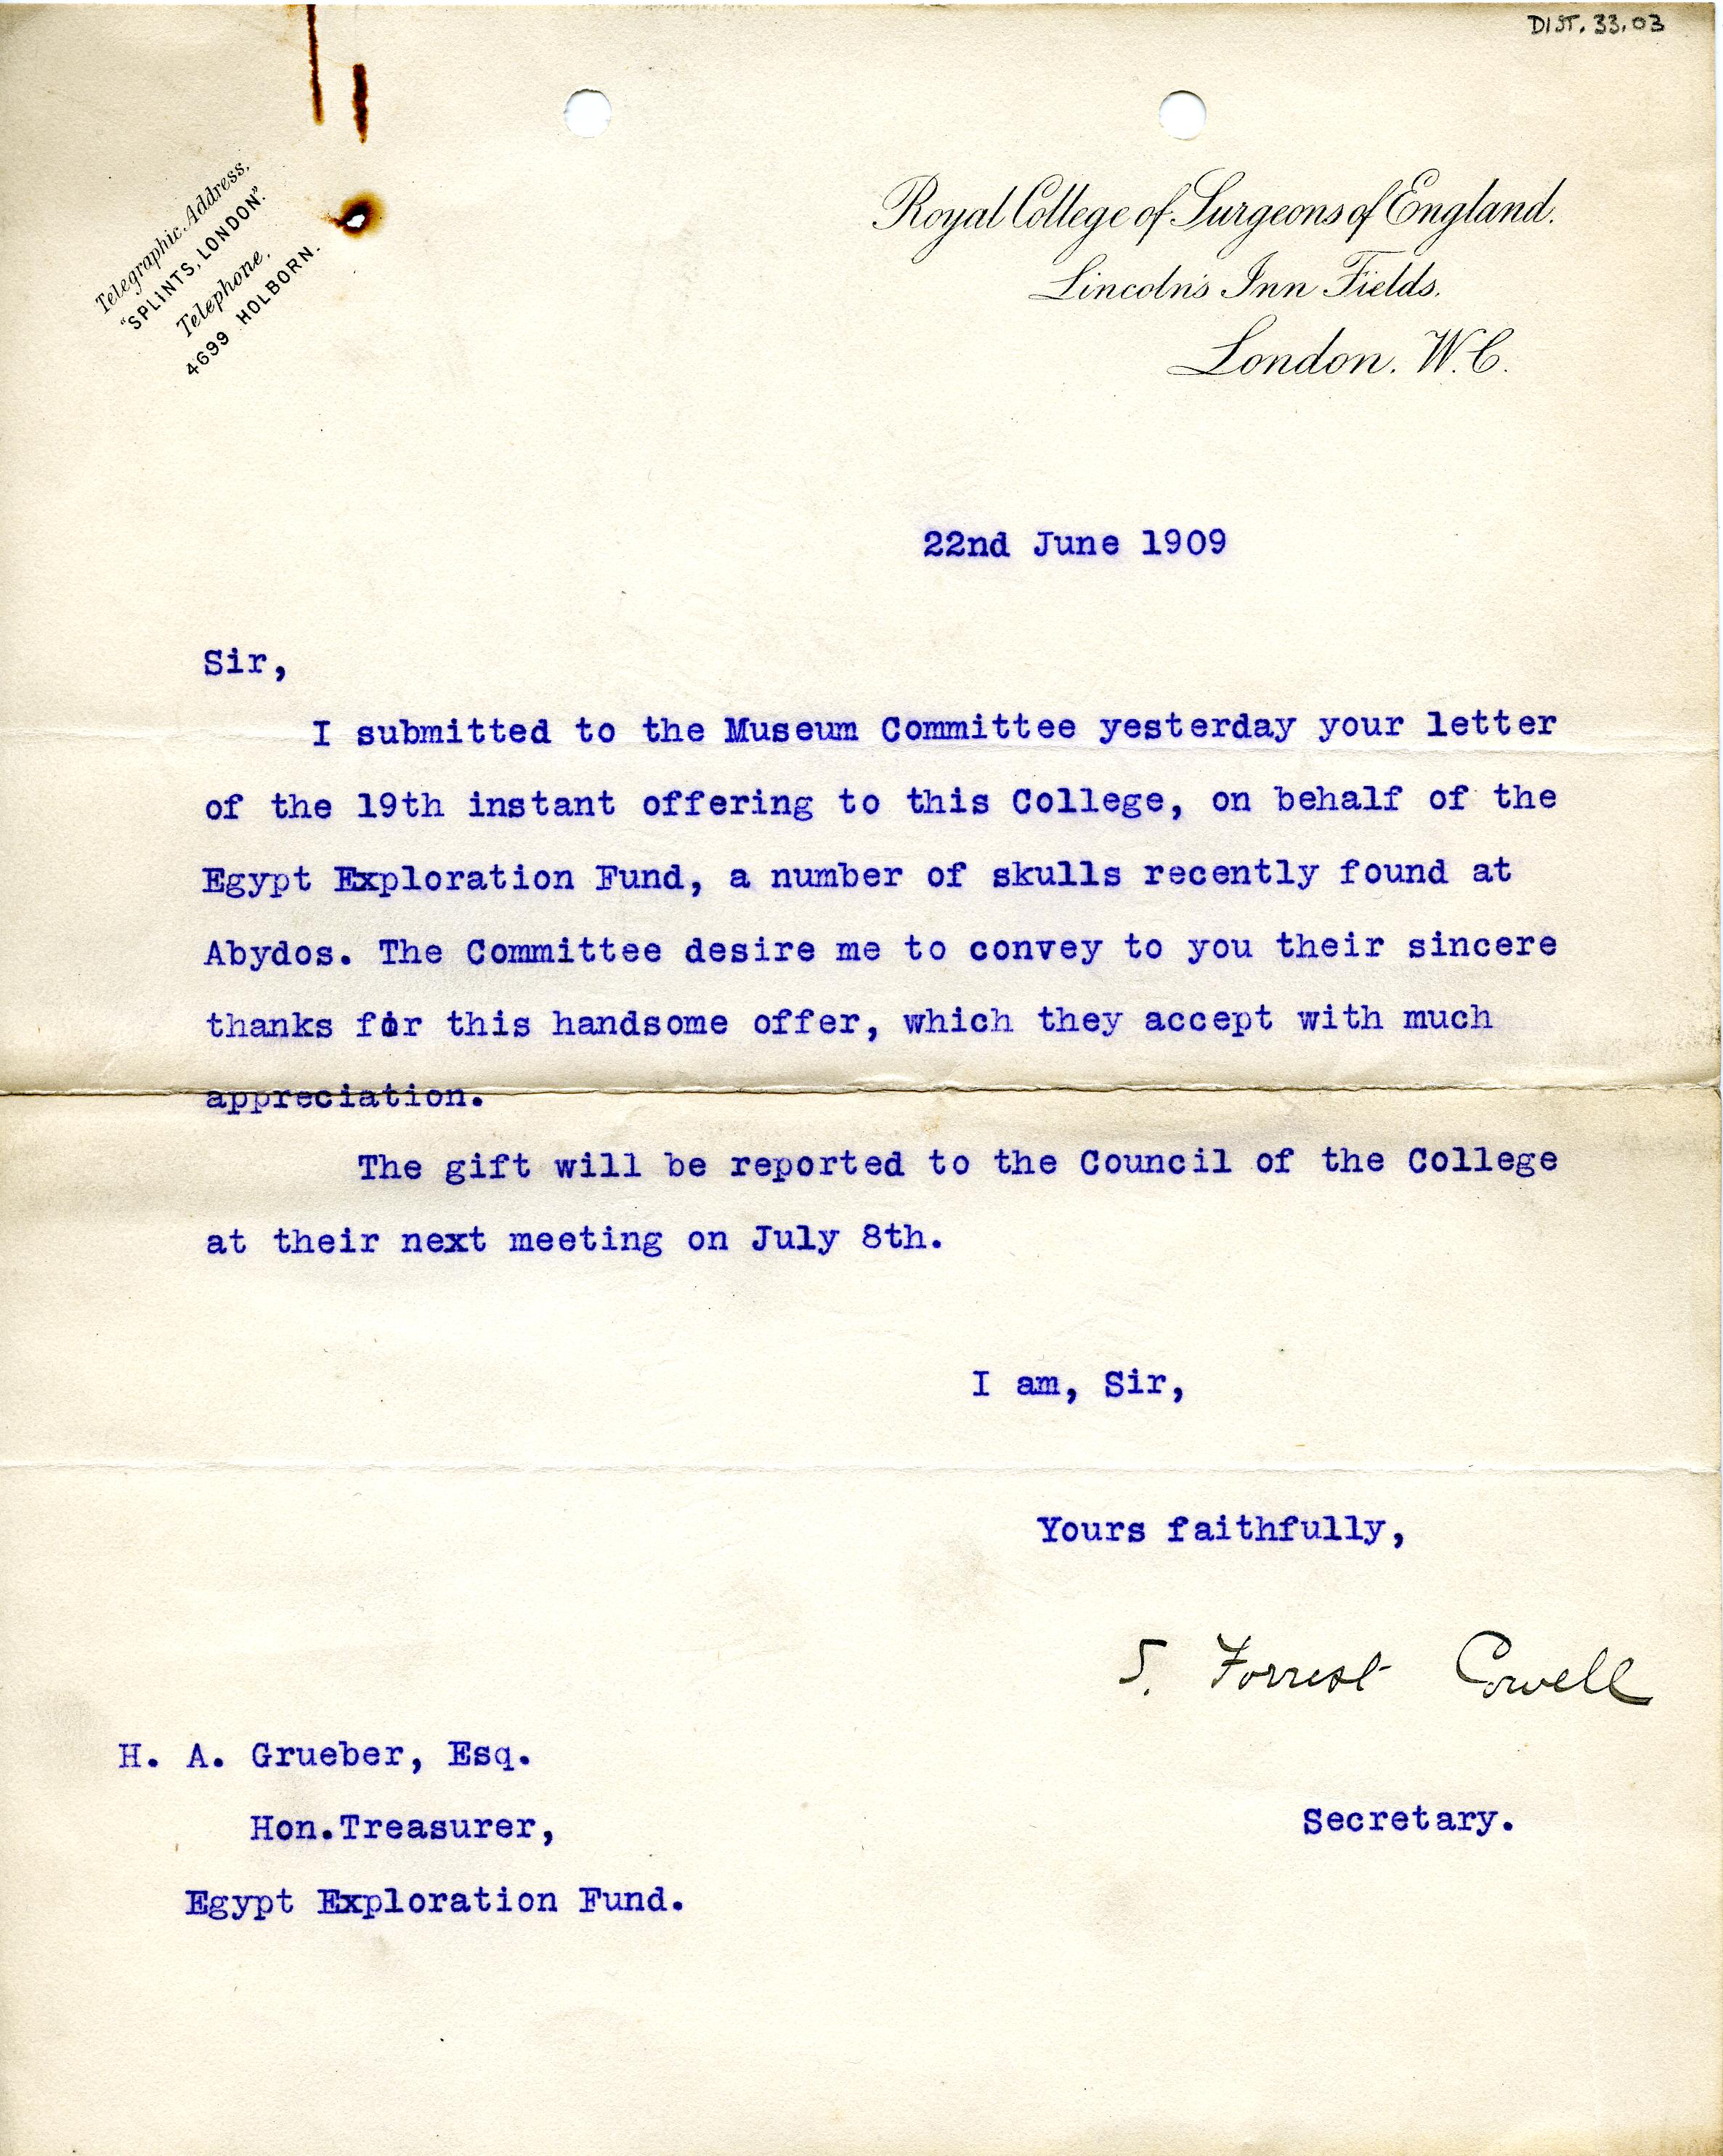 DIST. 33.03
Telegraphic Address,
"SPLINTS, LONDON".
Telephone.
4699 HOLBORN.
Royal College of Surgeons of England.
Lincoln's Inn Fields.
London. W.C.
22nd June 1909
Sir,
I submitted to the Museum Committee yesterday your letter
of the 19th instant offering to this College, on behalf of the
Egypt Exploration Fund, a number of skulls recently found at
Abydos. The Committee desire me to convey to you their sincere
thanks for this handsome offer, which they accept with much
appreciation.
The gift will be reported to the Council of the College
at their next meeting on July 8th.
I am, Sir,
Yours faithfully,
S. Forrest Cowell
Secretary.
H. A. Grueber, Esq.
Hon.Treasurer,
Egypt Exploration Fund.